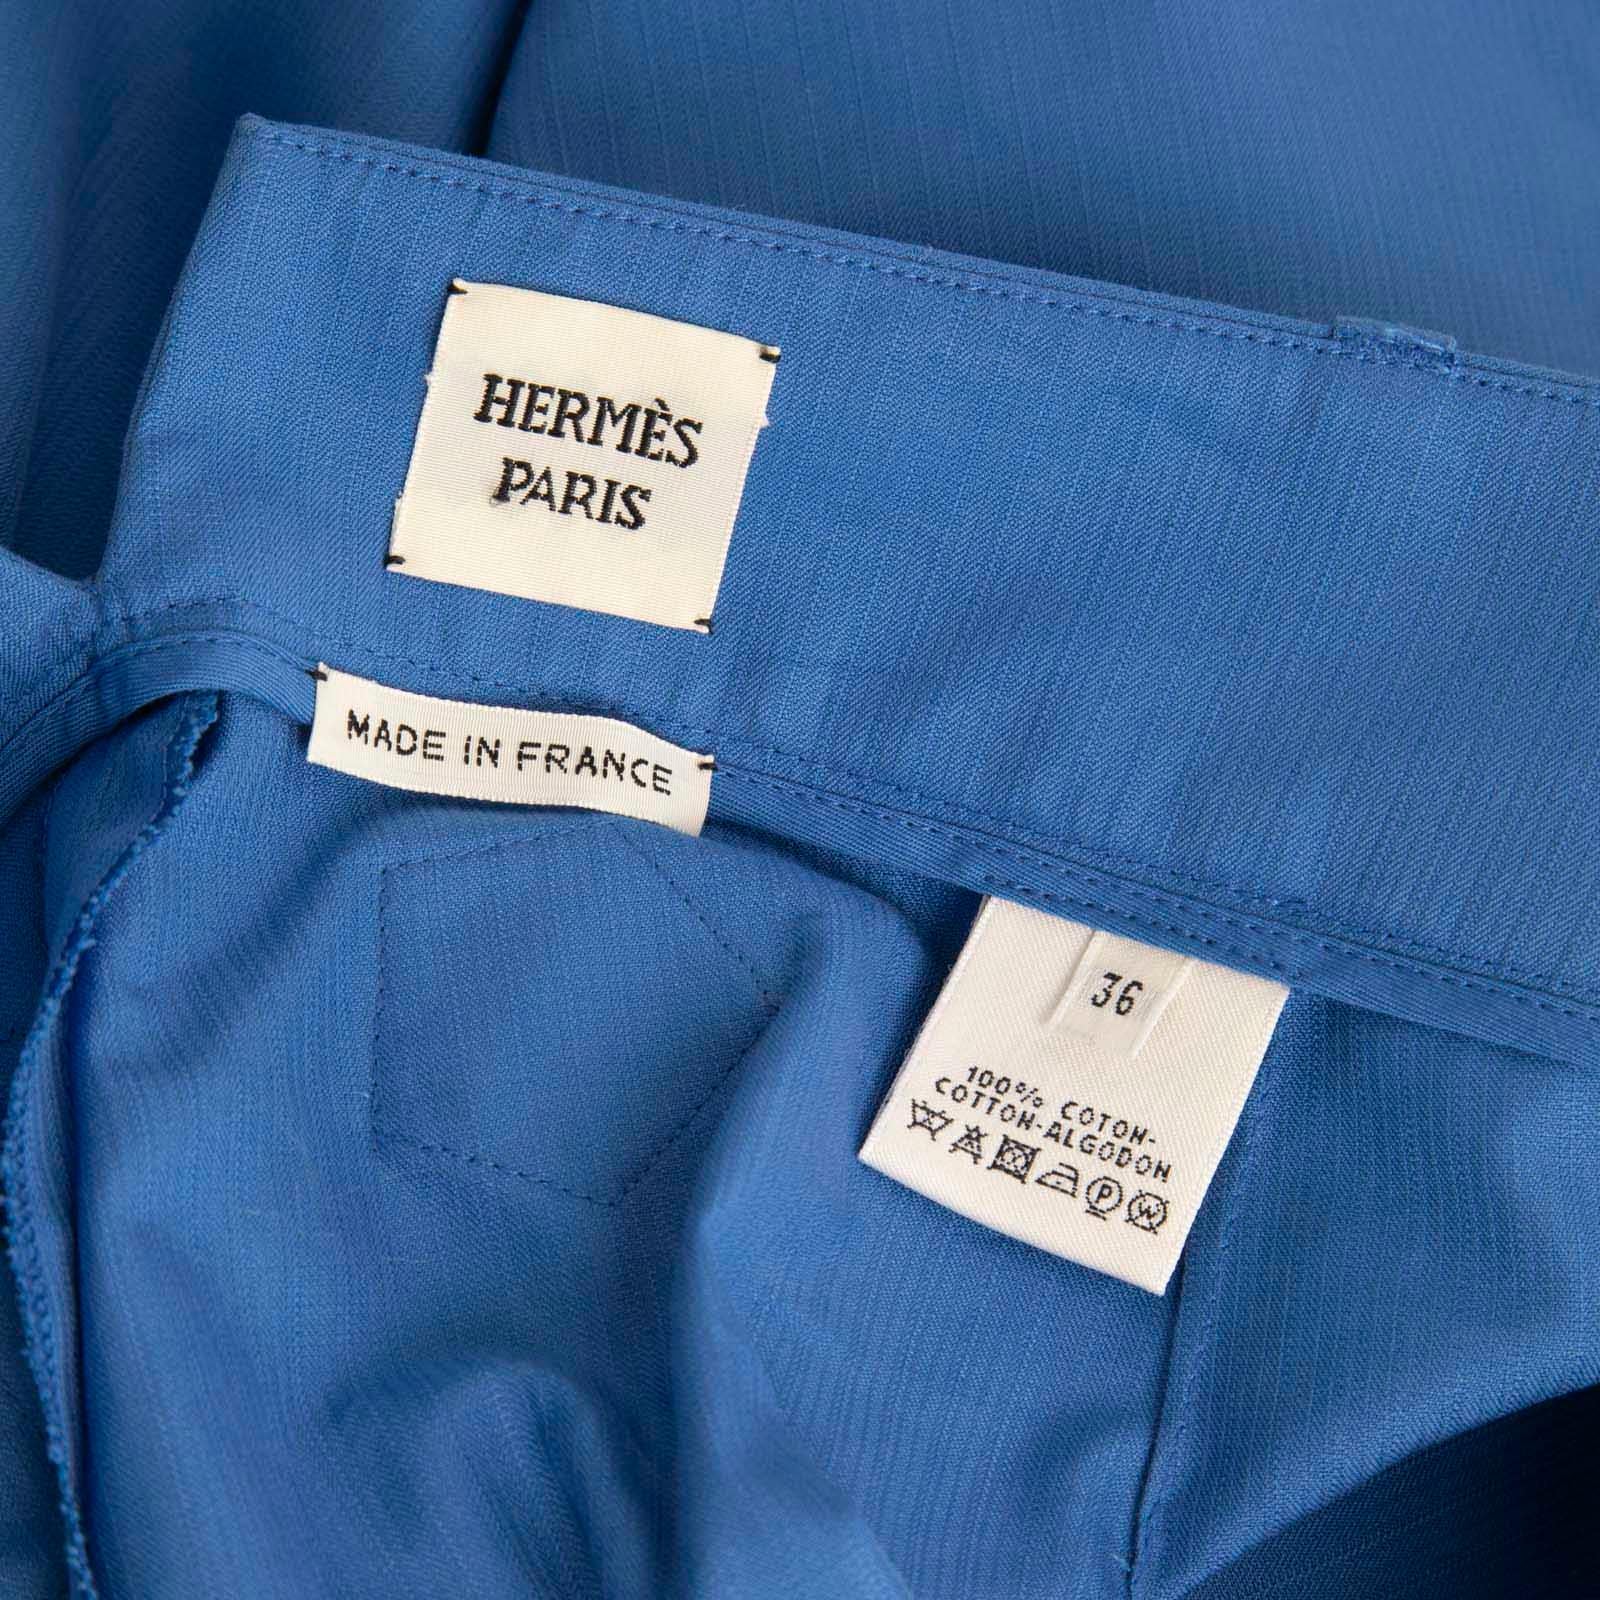 HERMÈS
PARIS
MADE IN FRANCE
36
100% COTON-
COTTON-ALGODON
P W